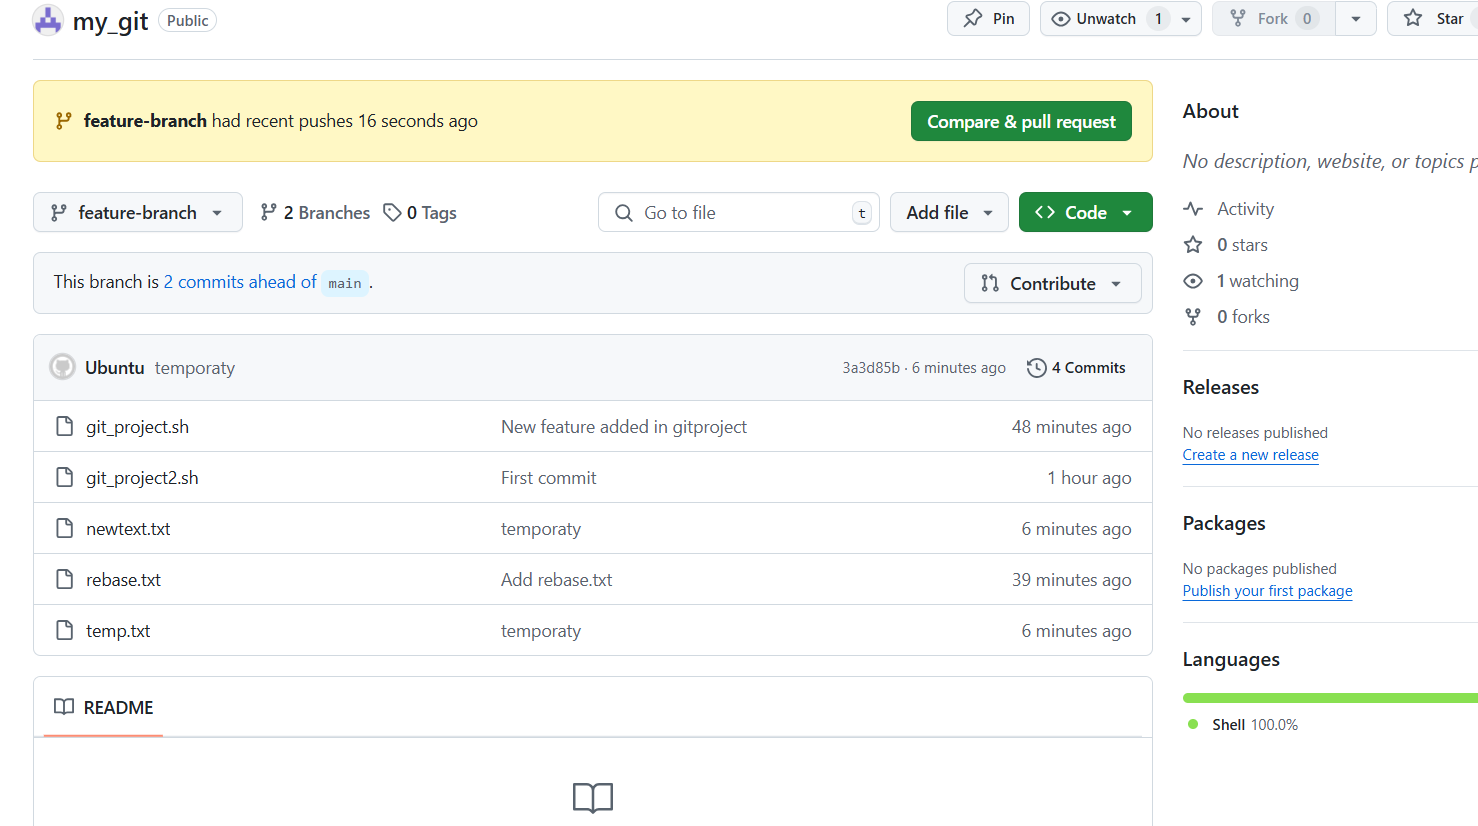 my_git Public Pin Unwatch 1 Fork 0 Star
feature-branch had recent pushes 16 seconds ago Compare & pull request
feature-branch 2 Branches 0 Tags Go to file t Add file Code
This branch is 2 commits ahead of main . Contribute
Ubuntu temporaty 3a3d85b · 6 minutes ago 4 Commits
git_project.sh New feature added in gitproject 48 minutes ago
git_project2.sh First commit 1 hour ago
newtext.txt temporaty 6 minutes ago
rebase.txt Add rebase.txt 39 minutes ago
temp.txt temporaty 6 minutes ago
README
About
No description, website, or topics p
Activity
0 stars
1 watching
0 forks
Releases
No releases published
Create a new release
Packages
No packages published
Publish your first package
Languages
Shell 100.0%